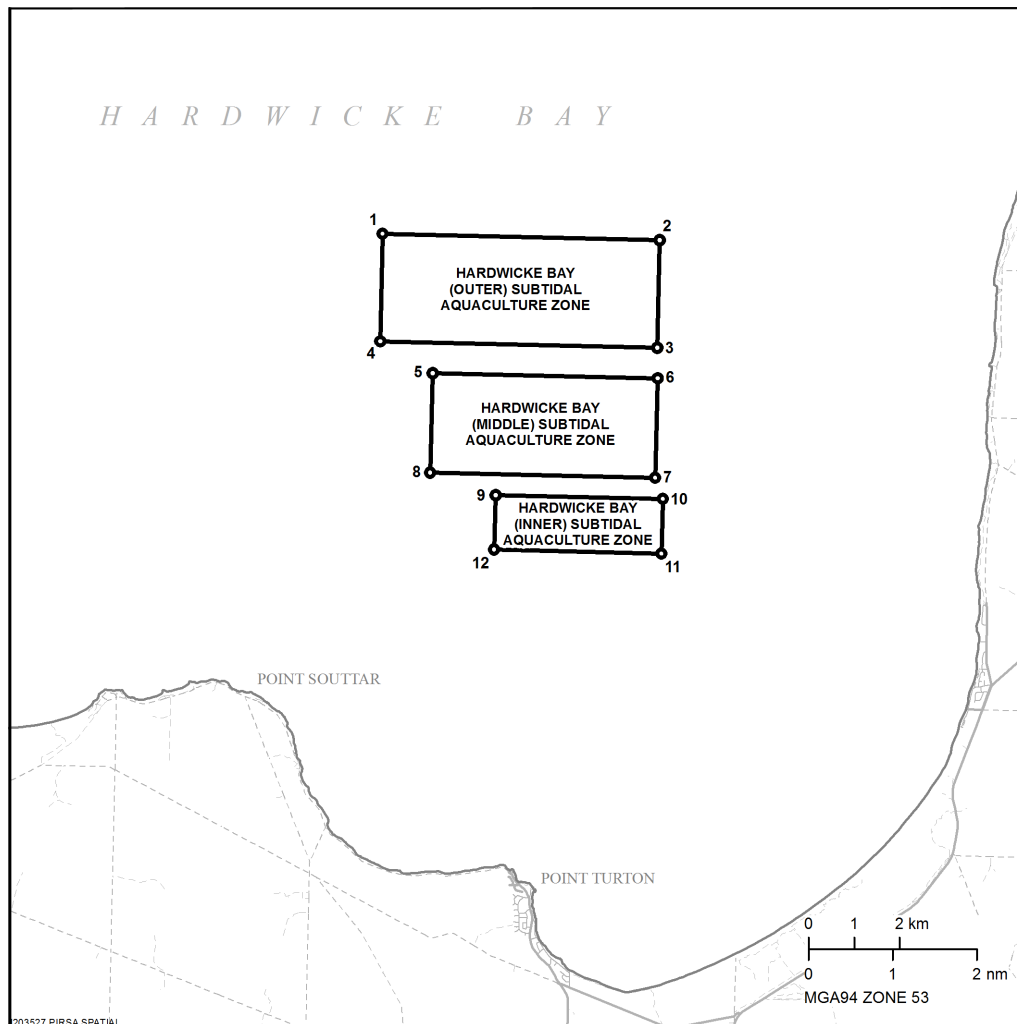 HARDWICKE BAY
1
2
HARDWICKE BAY
(OUTER) SUBTIDAL
AQUACULTURE ZONE
4
3
5
6
HARDWICKE BAY
(MIDDLE) SUBTIDAL
AQUACULTURE ZONE
8
7
9
10
HARDWICKE BAY
(INNER) SUBTIDAL
AQUACULTURE ZONE
12
11
POINT SOUTTAR
POINT TURTON
0 1 2 km
0 1 2 nm
MGA94 ZONE 53
203527 PIRSA SPATIAL